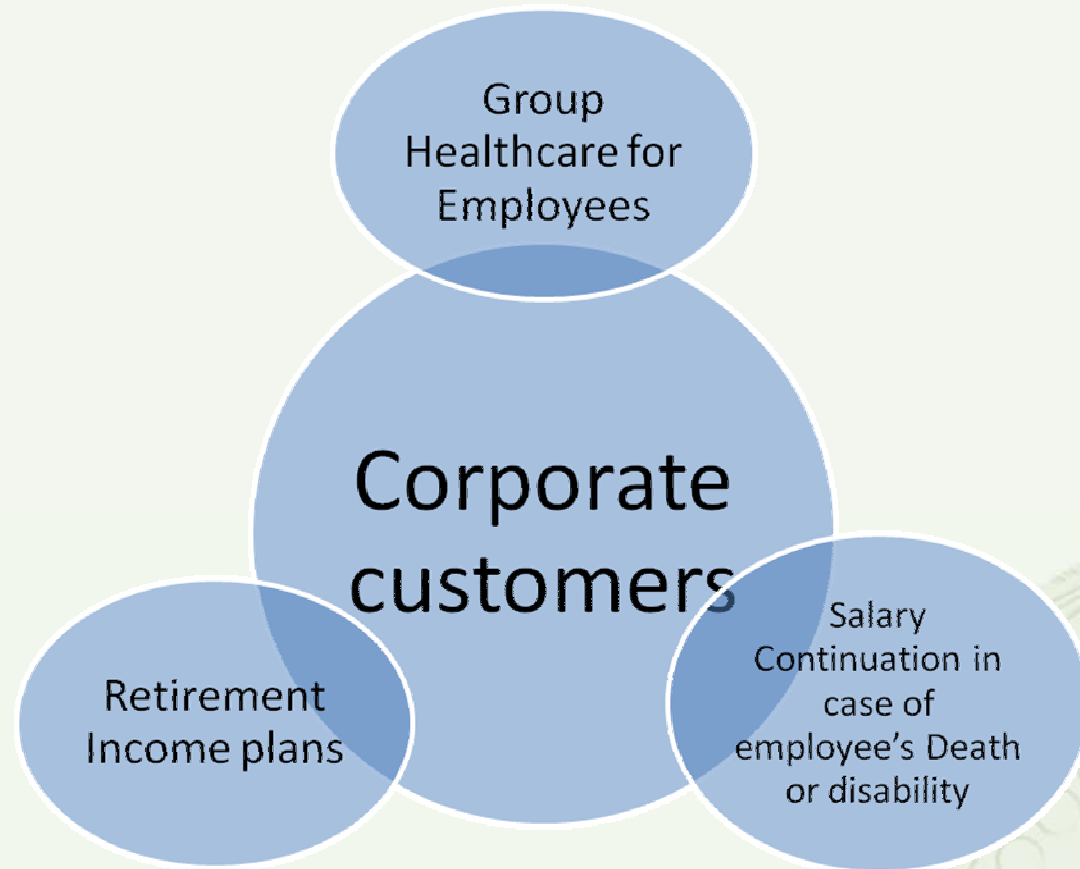 Group
Healthcare for
Employees
Corporate
customers
Retirement
Income plans
Salary
Continuation in
case of
employee’s Death
or disability